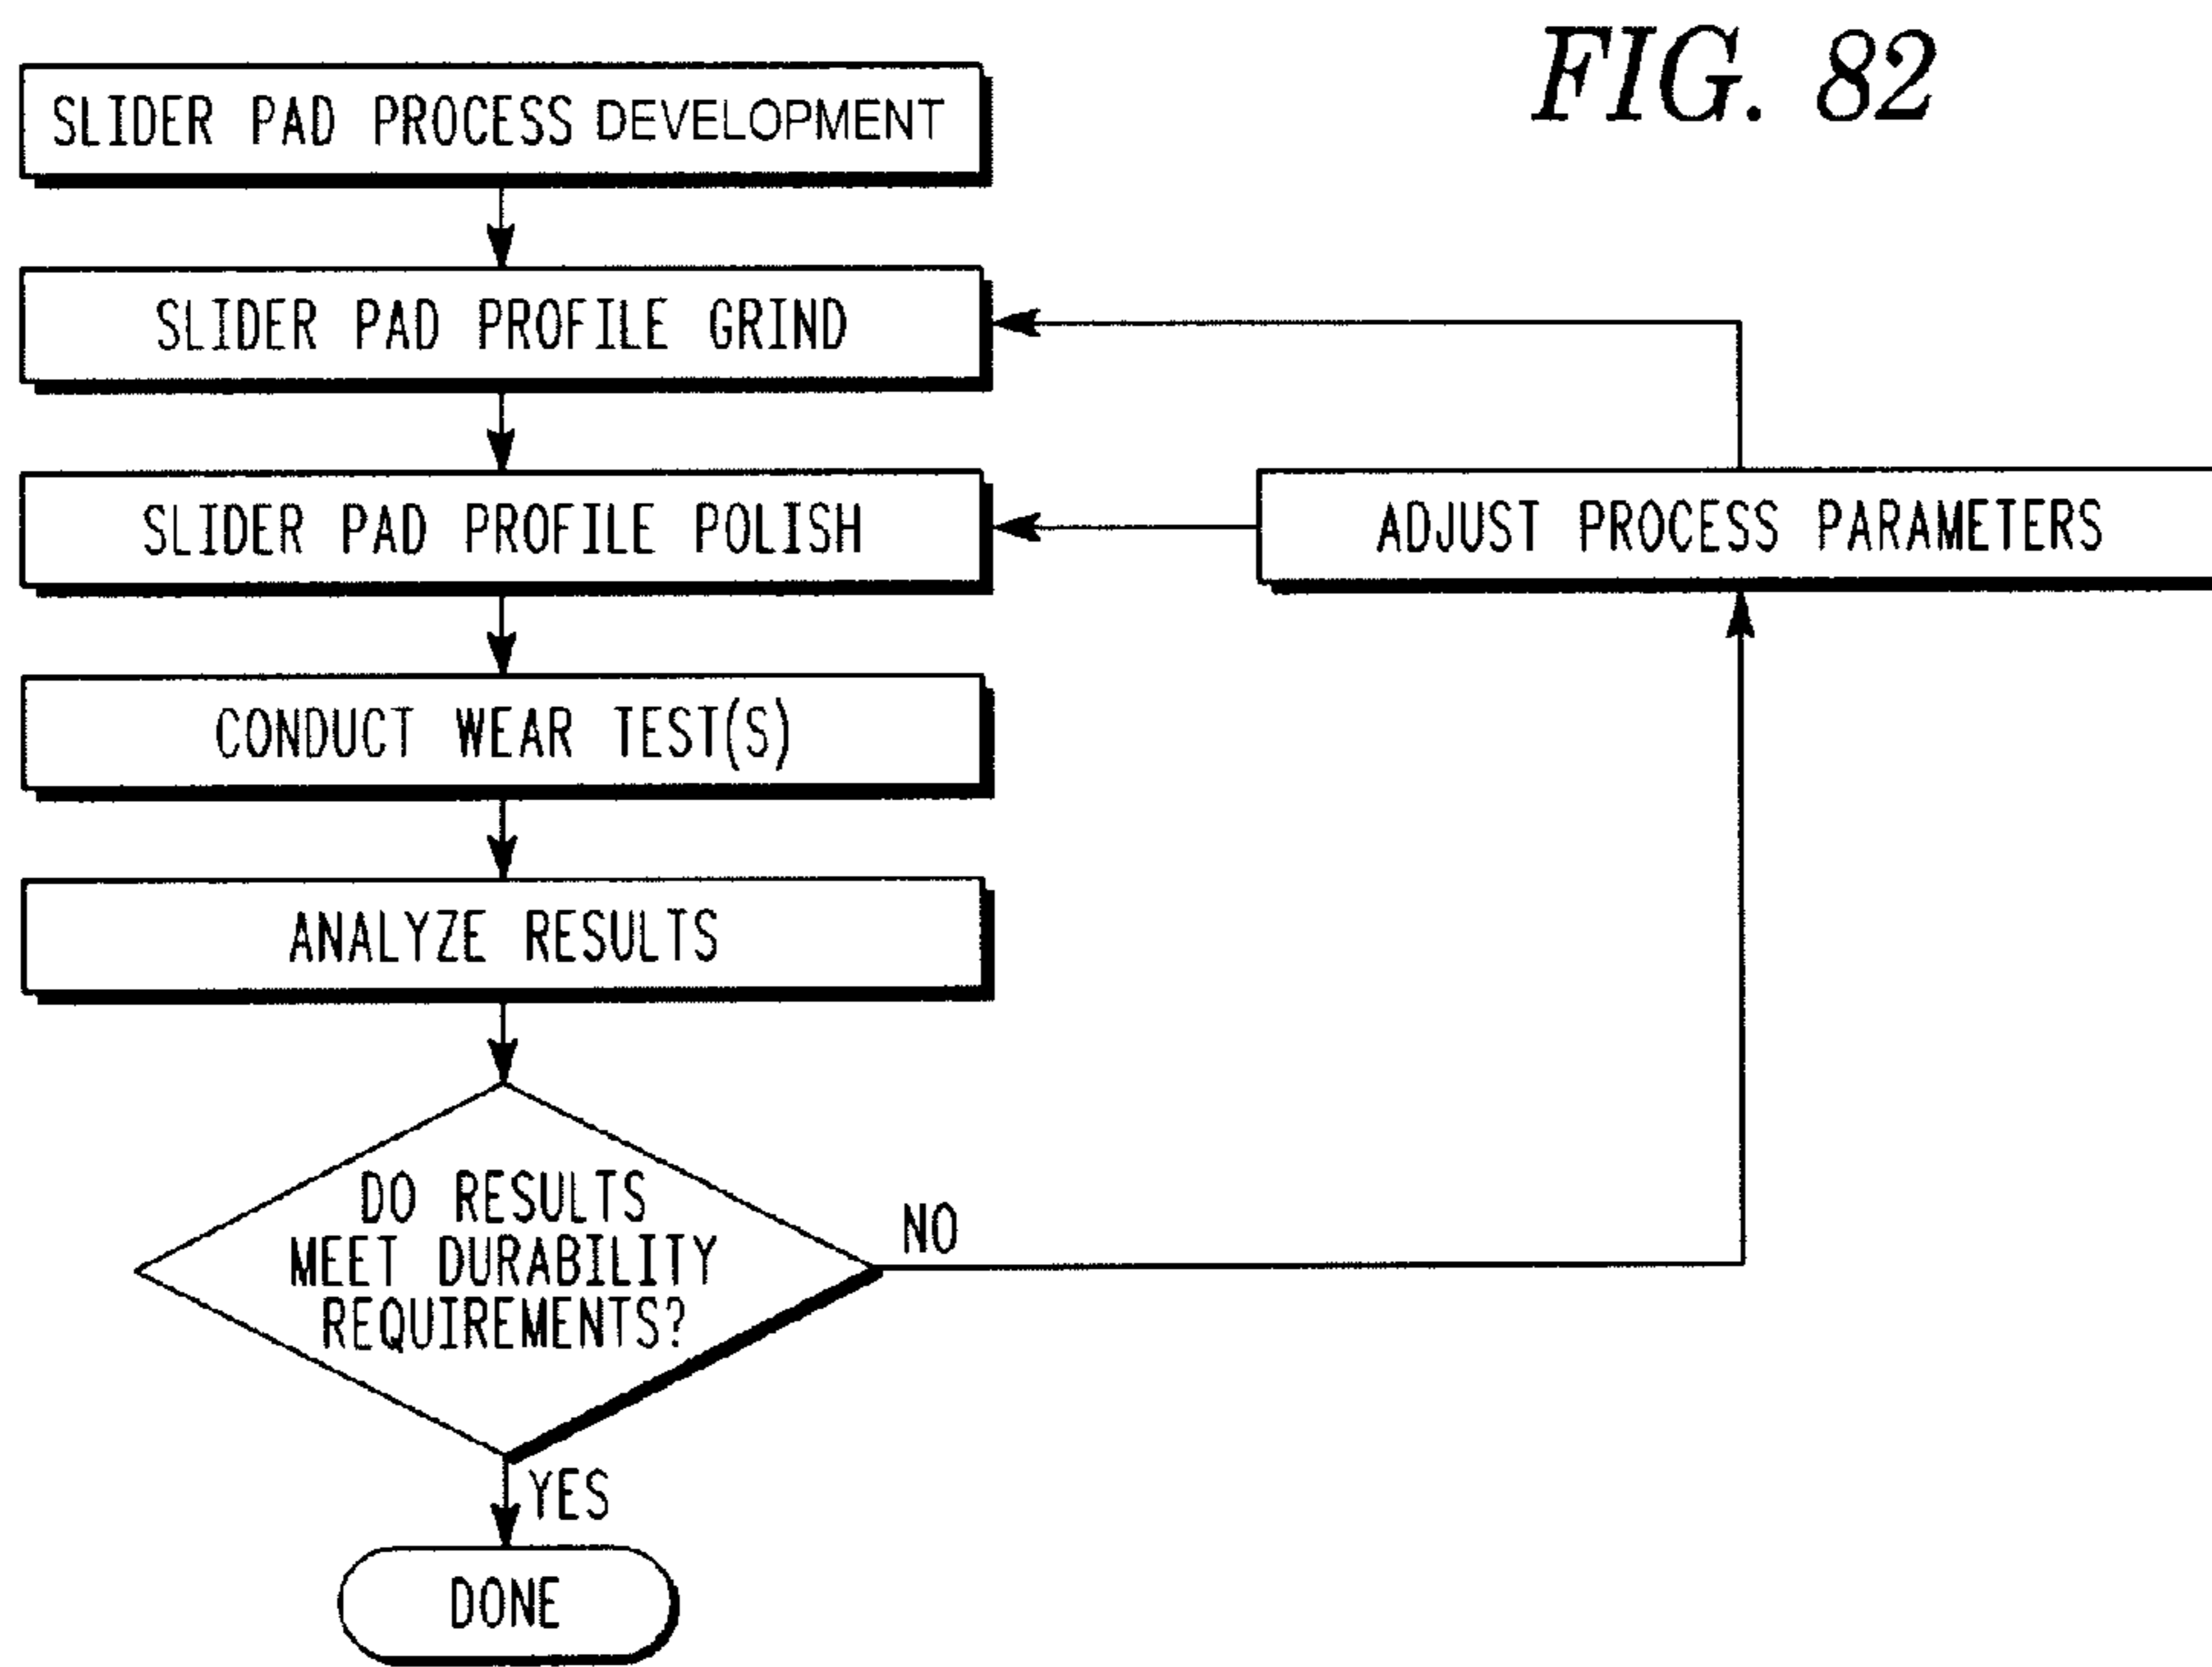 FIG. 82
SLIDER PAD PROCESS DEVELOPMENT
SLIDER PAD PROFILE GRIND
SLIDER PAD PROFILE POLISH
ADJUST PROCESS PARAMETERS
CONDUCT WEAR TEST(S)
ANALYZE RESULTS
DO RESULTS
MEET DURABILITY
REQUIREMENTS?
NO
YES
DONE